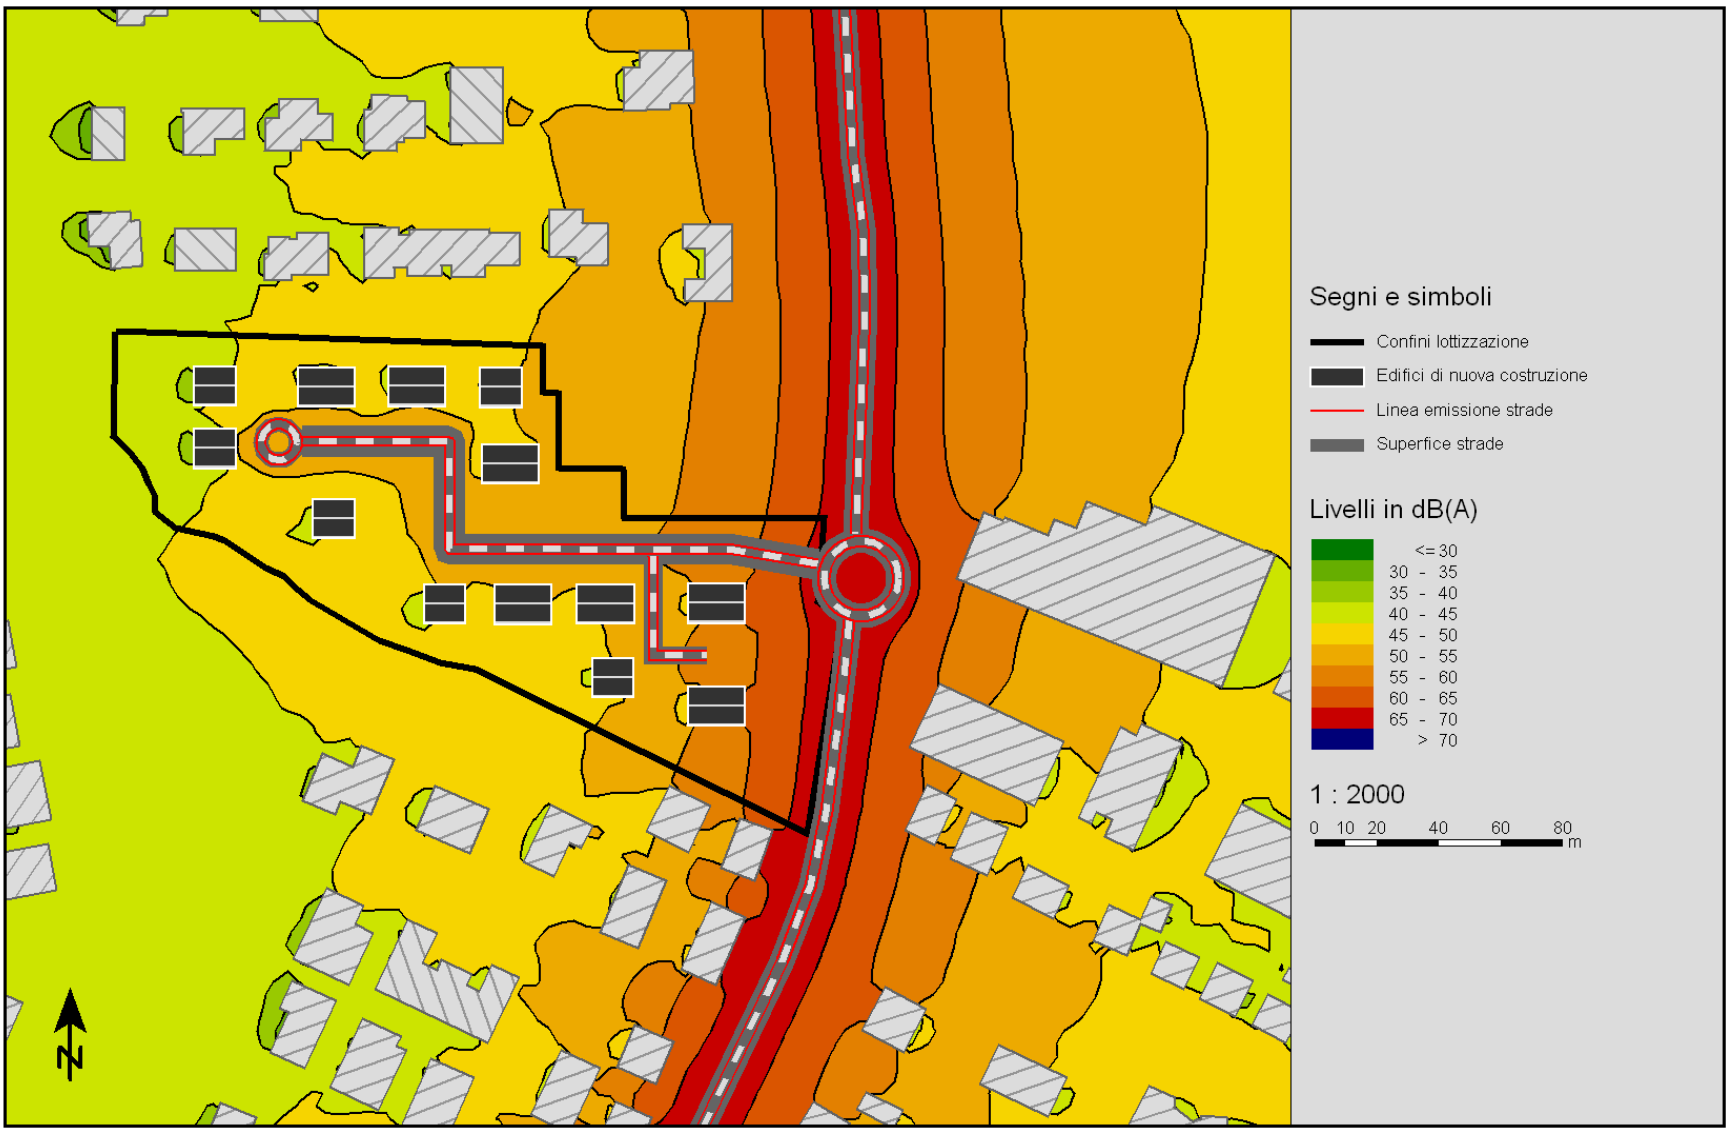 Segni e simboli
Confini lottizzazione
Edifici di nuova costruzione
Linea emissione strade
Superfice strade
Livelli in dB(A)
<= 30
30 - 35
35 - 40
40 - 45
45 - 50
50 - 55
55 - 60
60 - 65
65 - 70
> 70
1 : 2000
0 10 20 40 60 80
m
N